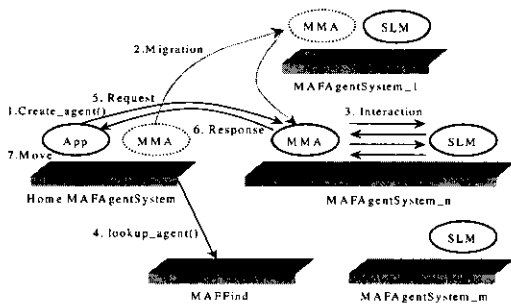 MMA
SLM
2.Migration
MAFAgentSystem_1
5. Request
1.Create_agent()
3. Interaction
6. Response
App
MMA
MMA
SLM
7.Move
Home MAFAgentSystem
MAFAgentSystem_n
4. lookup_agent()
SLM
MAFFind
MAFAgentSystem_m